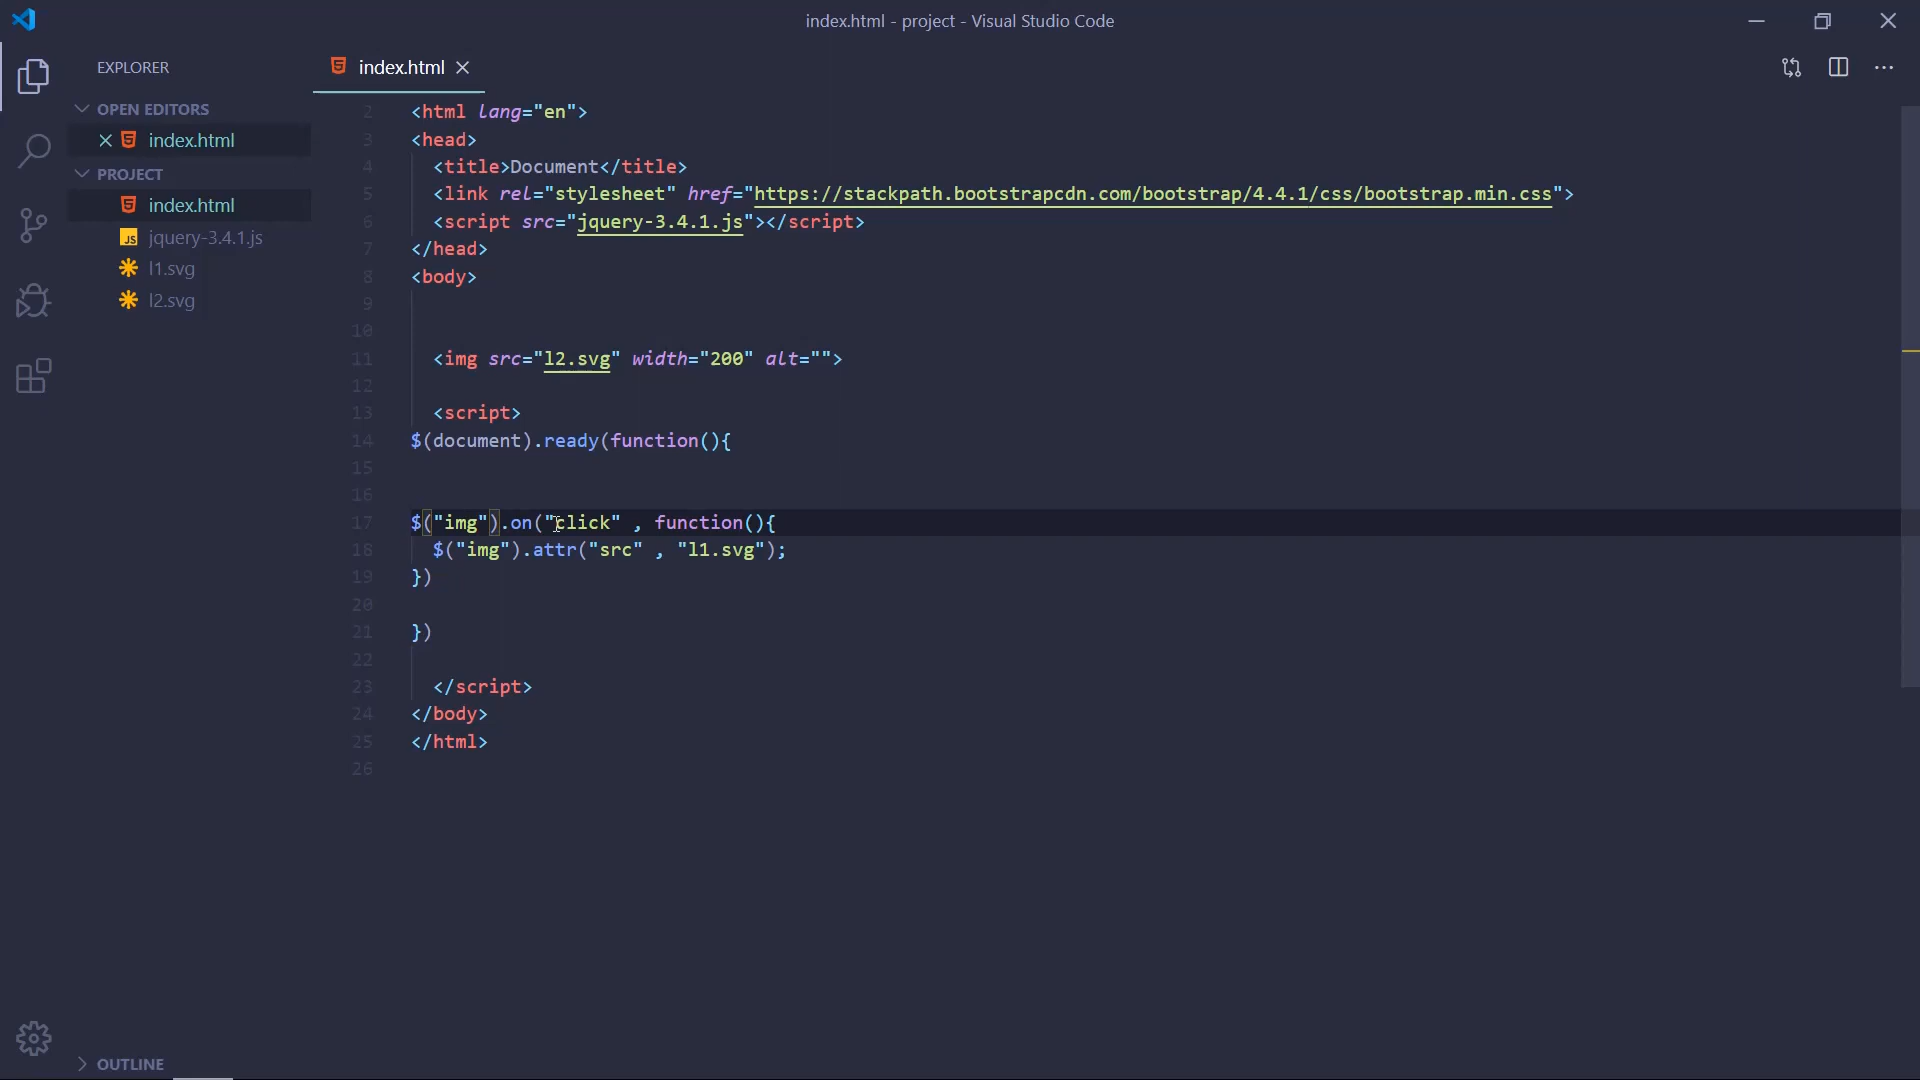 index.html - project - Visual Studio Code
EXPLORER
OPEN EDITORS
index.html
PROJECT
index.html
JS jquery-3.4.1.js
l1.svg
l2.svg
OUTLINE
index.html
2 <html lang="en">
3 <head>
4 <title>Document</title>
5 <link rel="stylesheet" href="https://stackpath.bootstrapcdn.com/bootstrap/4.4.1/css/bootstrap.min.css">
6 <script src="jquery-3.4.1.js"></script>
7 </head>
8 <body>
9
10
11 <img src="l2.svg" width="200" alt="">
12
13 <script>
14 $(document).ready(function(){
15
16
17 $("img").on("click" , function(){
18 $("img").attr("src" , "l1.svg");
19 })
20
21 })
22
23 </script>
24 </body>
25 </html>
26